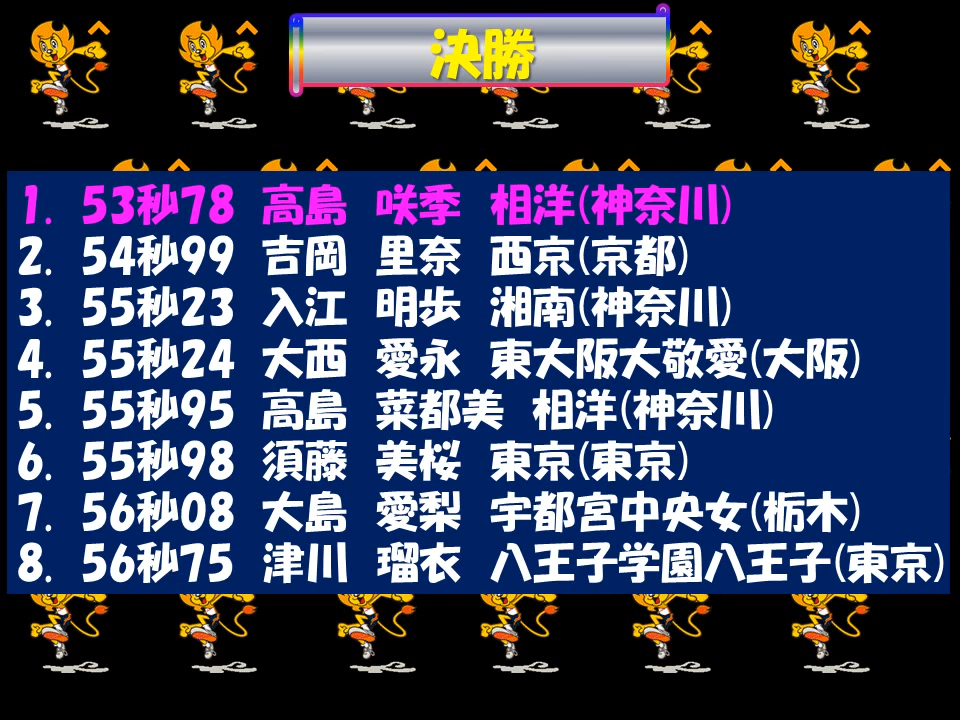 決勝
1. 53秒78 高島 咲季 相洋(神奈川)
2. 54秒99 吉岡 里奈 西京(京都)
3. 55秒23 入江 明歩 湘南(神奈川)
4. 55秒24 大西 愛永 東大阪大敬愛(大阪)
5. 55秒95 高島 菜都美 相洋(神奈川)
6. 55秒98 須藤 美桜 東京(東京)
7. 56秒08 大島 愛梨 宇都宮中央女(栃木)
8. 56秒75 津川 瑠衣 八王子学園八王子(東京)